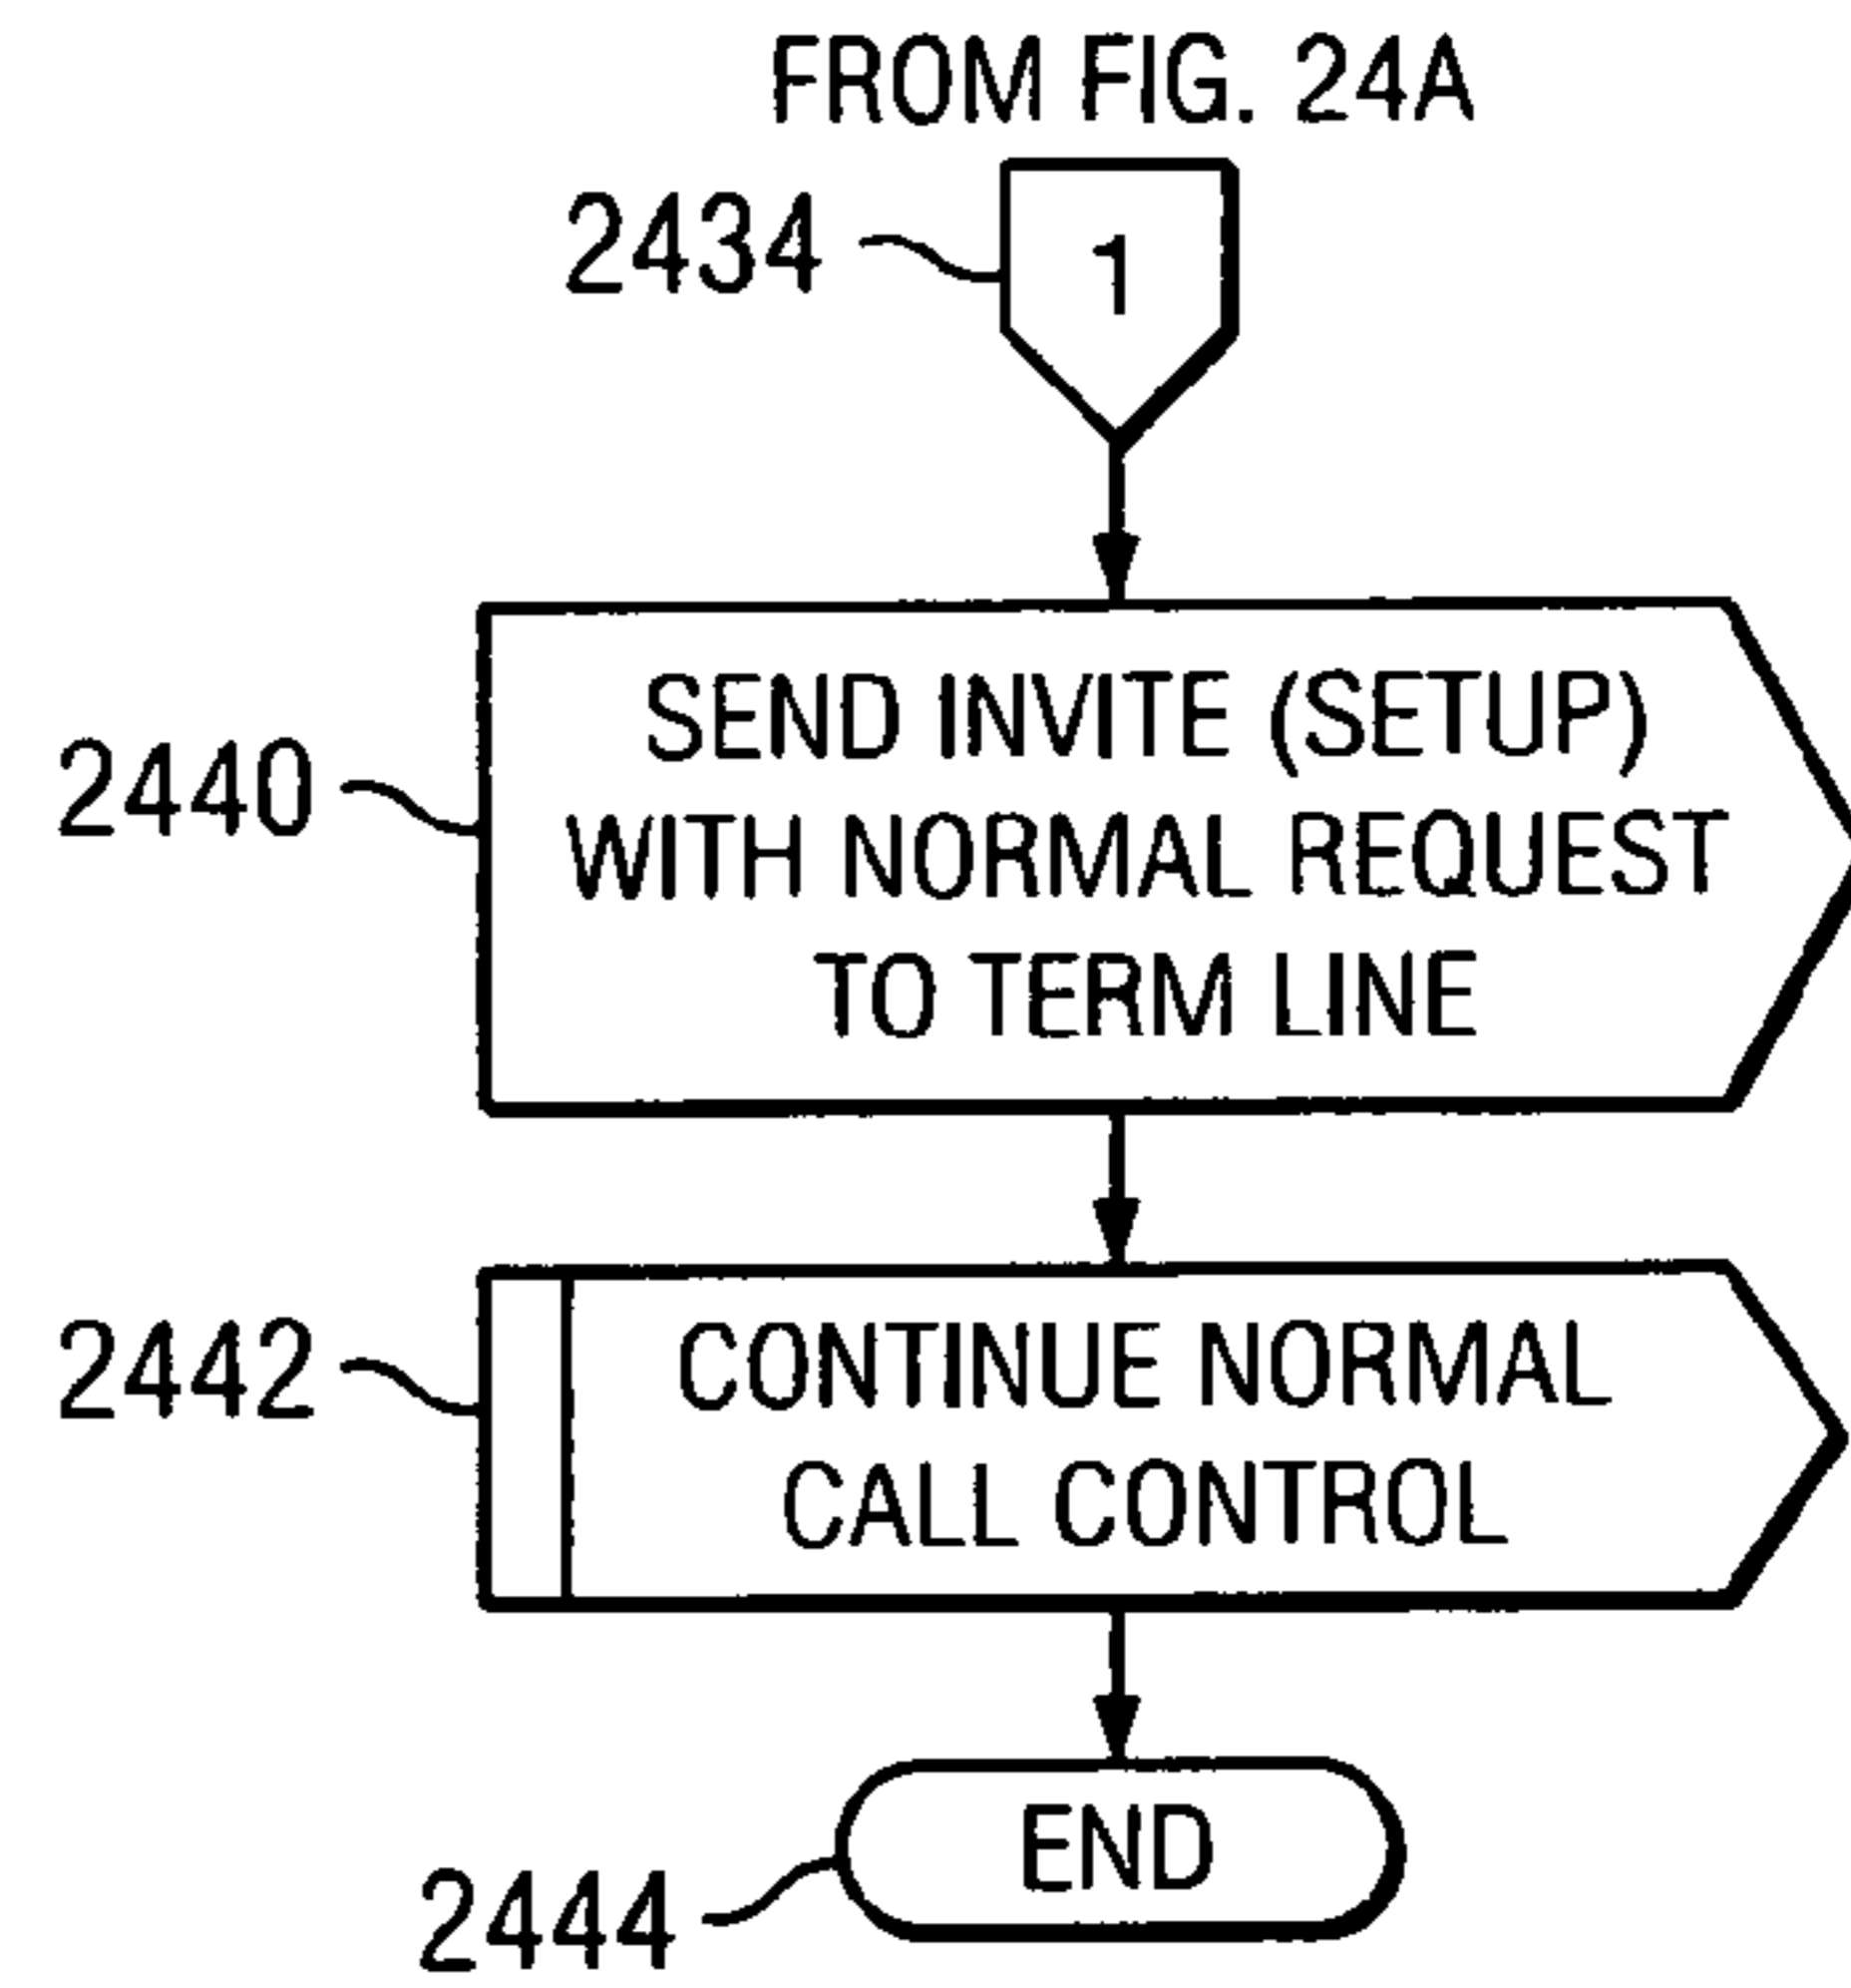 FROM FIG. 24A
2434
1
2440
SEND INVITE (SETUP)
WITH NORMAL REQUEST
TO TERM LINE
2442
CONTINUE NORMAL
CALL CONTROL
END
2444